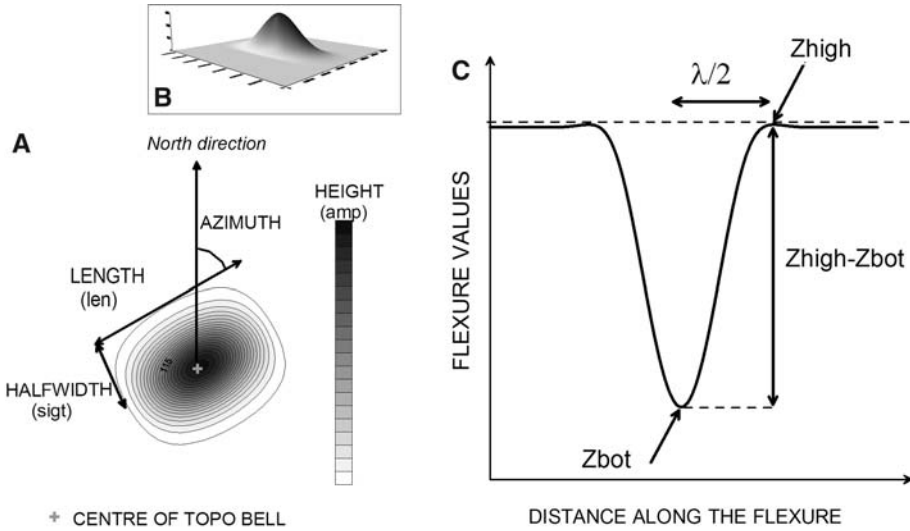 B
A
North direction
AZIMUTH
HEIGHT
(amp)
LENGTH
(len)
115
HALFWIDTH
(sigt)
CENTRE OF TOPO BELL
C
Zhigh
λ/2
FLEXURE VALUES
Zhigh-Zbot
Zbot
DISTANCE ALONG THE FLEXURE